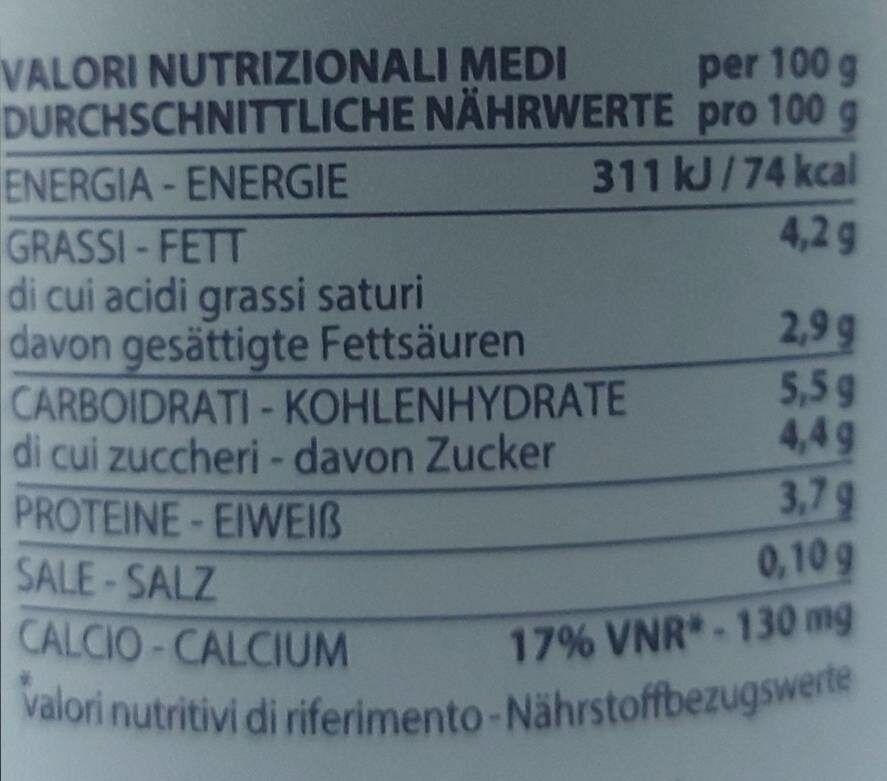 VALORI NUTRIZIONALI MEDI per 100 g
DURCHSCHNITTLICHE NÄHRWERTE pro 100 g
ENERGIA - ENERGIE 311 kJ / 74 kcal
GRASSI - FETT 4,2 g
di cui acidi grassi saturi
davon gesättigte Fettsäuren 2,9 g
CARBOIDRATI - KOHLENHYDRATE 5,5 g
di cui zuccheri - davon Zucker 4,4 g
PROTEINE - EIWEIß 3,7 g
SALE - SALZ 0,10 g
CALCIO - CALCIUM 17% VNR* - 130 mg
*valori nutritivi di riferimento - Nährstoffbezugswerte